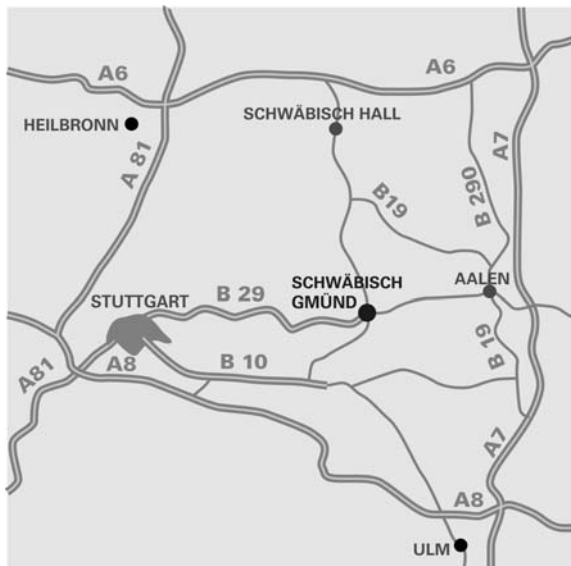 A6
A6
HEILBRONN
SCHWÄBISCH HALL
A 81
A7
B19
B 290
SCHWÄBISCH
GMÜND
AALEN
STUTTGART
B 29
B 19
A81
A8
B 10
A7
A8
ULM